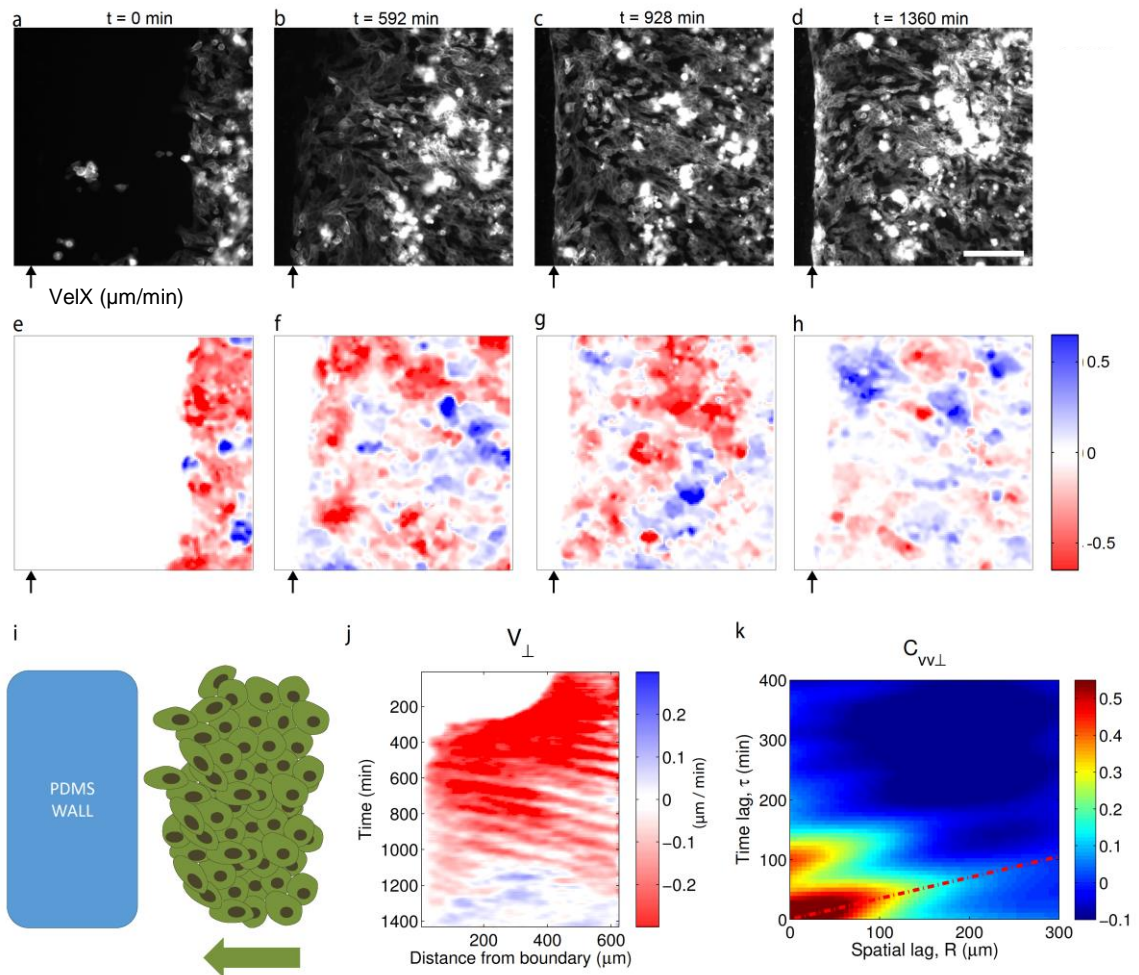 a
t = 0 min
b
t = 592 min
c
t = 928 min
d
t = 1360 min
VelX (µm/min)
e
f
g
h
0.5
0
-0.5
i
PDMS
WALL
j
V⊥
200
400
600
800
1000
1200
1400
Time (min)
200
400
600
Distance from boundary (µm)
0.2
0.1
0
−0.1
−0.2
(µm / min)
k
Cvv⊥
400
300
200
100
0
Time lag, τ (min)
0
100
200
300
Spatial lag, R (µm)
0.5
0.4
0.3
0.2
0.1
0
−0.1